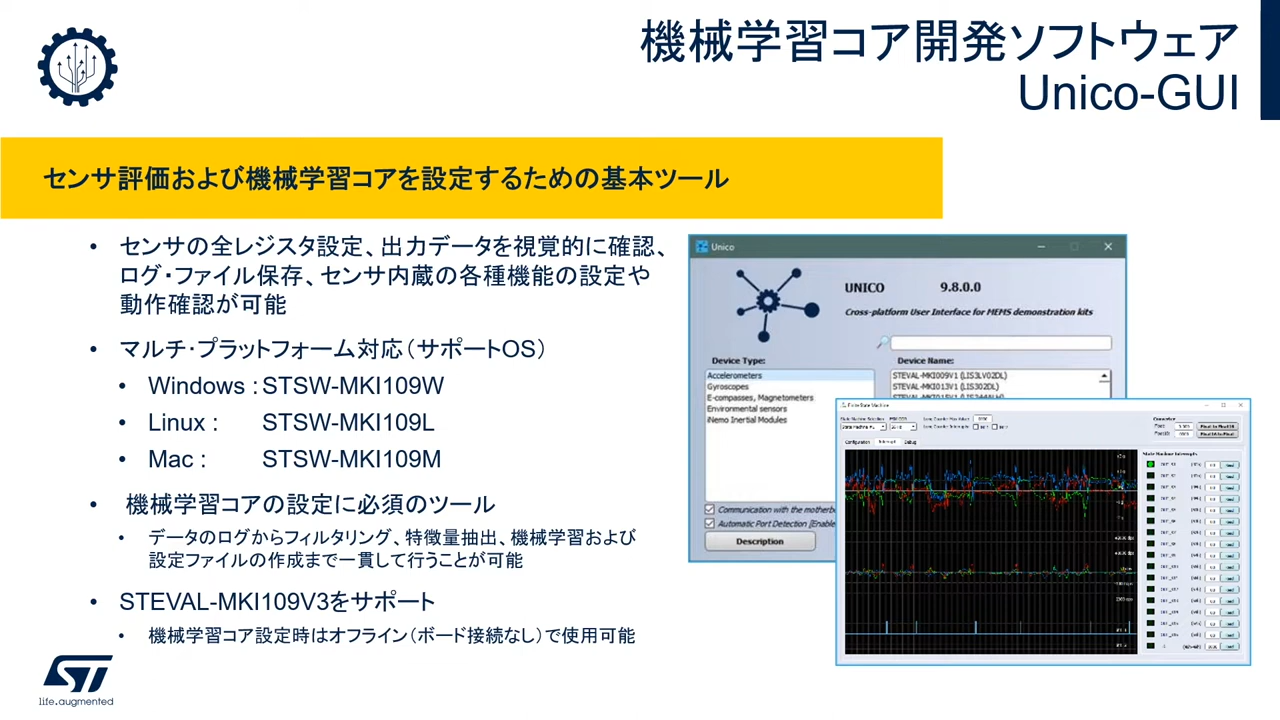 機械学習コア開発ソフトウェア
Unico-GUI
センサ評価および機械学習コアを設定するための基本ツール
• センサの全レジスタ設定、出力データを視覚的に確認、
ログ・ファイル保存、センサ内蔵の各種機能の設定や
動作確認が可能
• マルチ・プラットフォーム対応（サポートOS）
• Windows : STSW-MKI109W
• Linux : STSW-MKI109L
• Mac : STSW-MKI109M
• 機械学習コアの設定に必須のツール
• データのログからフィルタリング、特徴量抽出、機械学習および
設定ファイルの作成まで一貫して行うことが可能
• STEVAL-MKI109V3をサポート
• 機械学習コア設定時はオフライン（ボード接続なし）で使用可能
Unico
UNICO 9.8.0.0
Cross-platform User Interface for MEMS demonstration kits
Device Type:
Accelerometers
Gyroscopes
E-compasses, Magnetometers
Environmental sensors
iNemo Inertial Modules
Device Name:
STEVAL-MKI009V1 (LIS3LV02DL)
STEVAL-MKI013V1 (LIS302DL)
Communication with the motherb
Automatic Port Detection [Enable
Description
Finite State Machine
Configuration Interrupt Debug
State Machine Interrupts
ST
life.augmented